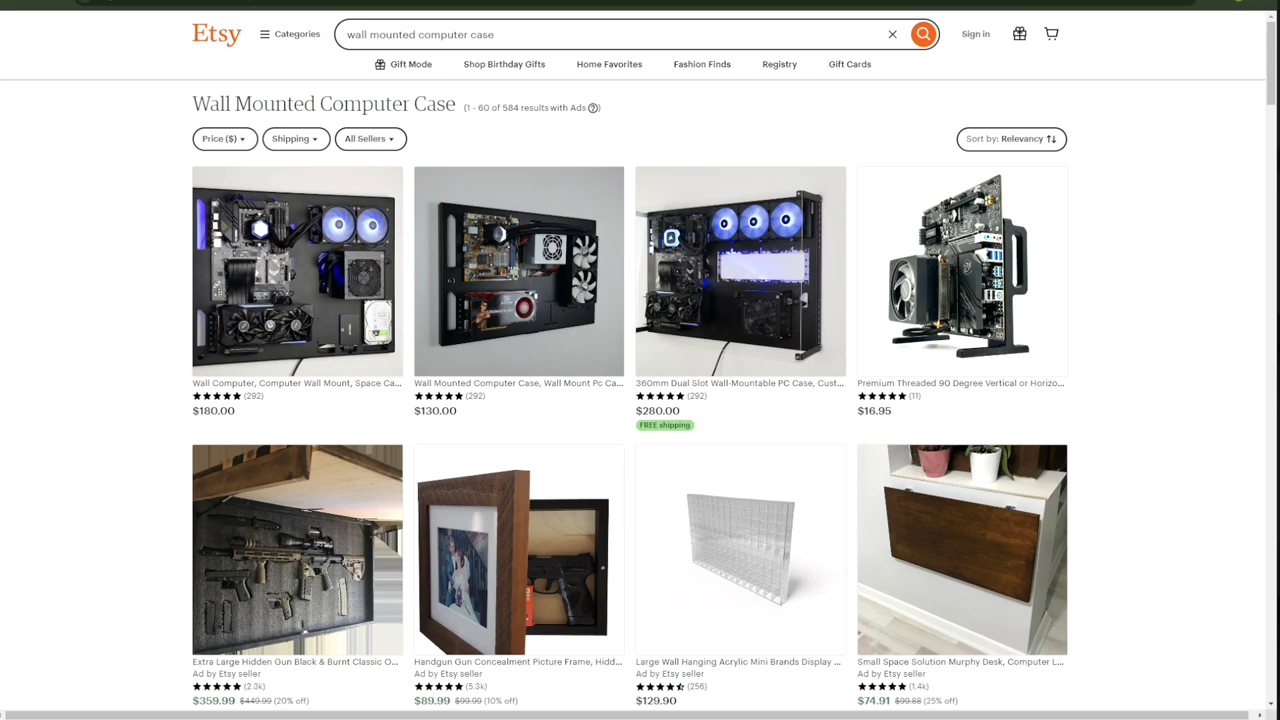 Etsy
Categories
wall mounted computer case
Sign in
Gift Mode
Shop Birthday Gifts
Home Favorites
Fashion Finds
Registry
Gift Cards
Wall Mounted Computer Case
(1 - 60 of 584 results with Ads ?)
Price ($)
Shipping
All Sellers
Sort by: Relevancy
Wall Computer, Computer Wall Mount, Space Ca...
(292)
$180.00
Wall Mounted Computer Case, Wall Mount Pc Ca...
(292)
$130.00
360mm Dual Slot Wall-Mountable PC Case, Cust...
(292)
$280.00
FREE shipping
Premium Threaded 90 Degree Vertical or Horizo...
(11)
$16.95
Extra Large Hidden Gun Black & Burnt Classic O...
Ad by Etsy seller
(2.3k)
$359.99 $449.99 (20% off)
Handgun Gun Concealment Picture Frame, Hidd...
Ad by Etsy seller
(5.3k)
$89.99 $99.99 (10% off)
Large Wall Hanging Acrylic Mini Brands Display ...
Ad by Etsy seller
(256)
$129.90
Small Space Solution Murphy Desk, Computer L...
Ad by Etsy seller
(1.4k)
$74.91 $99.88 (25% off)